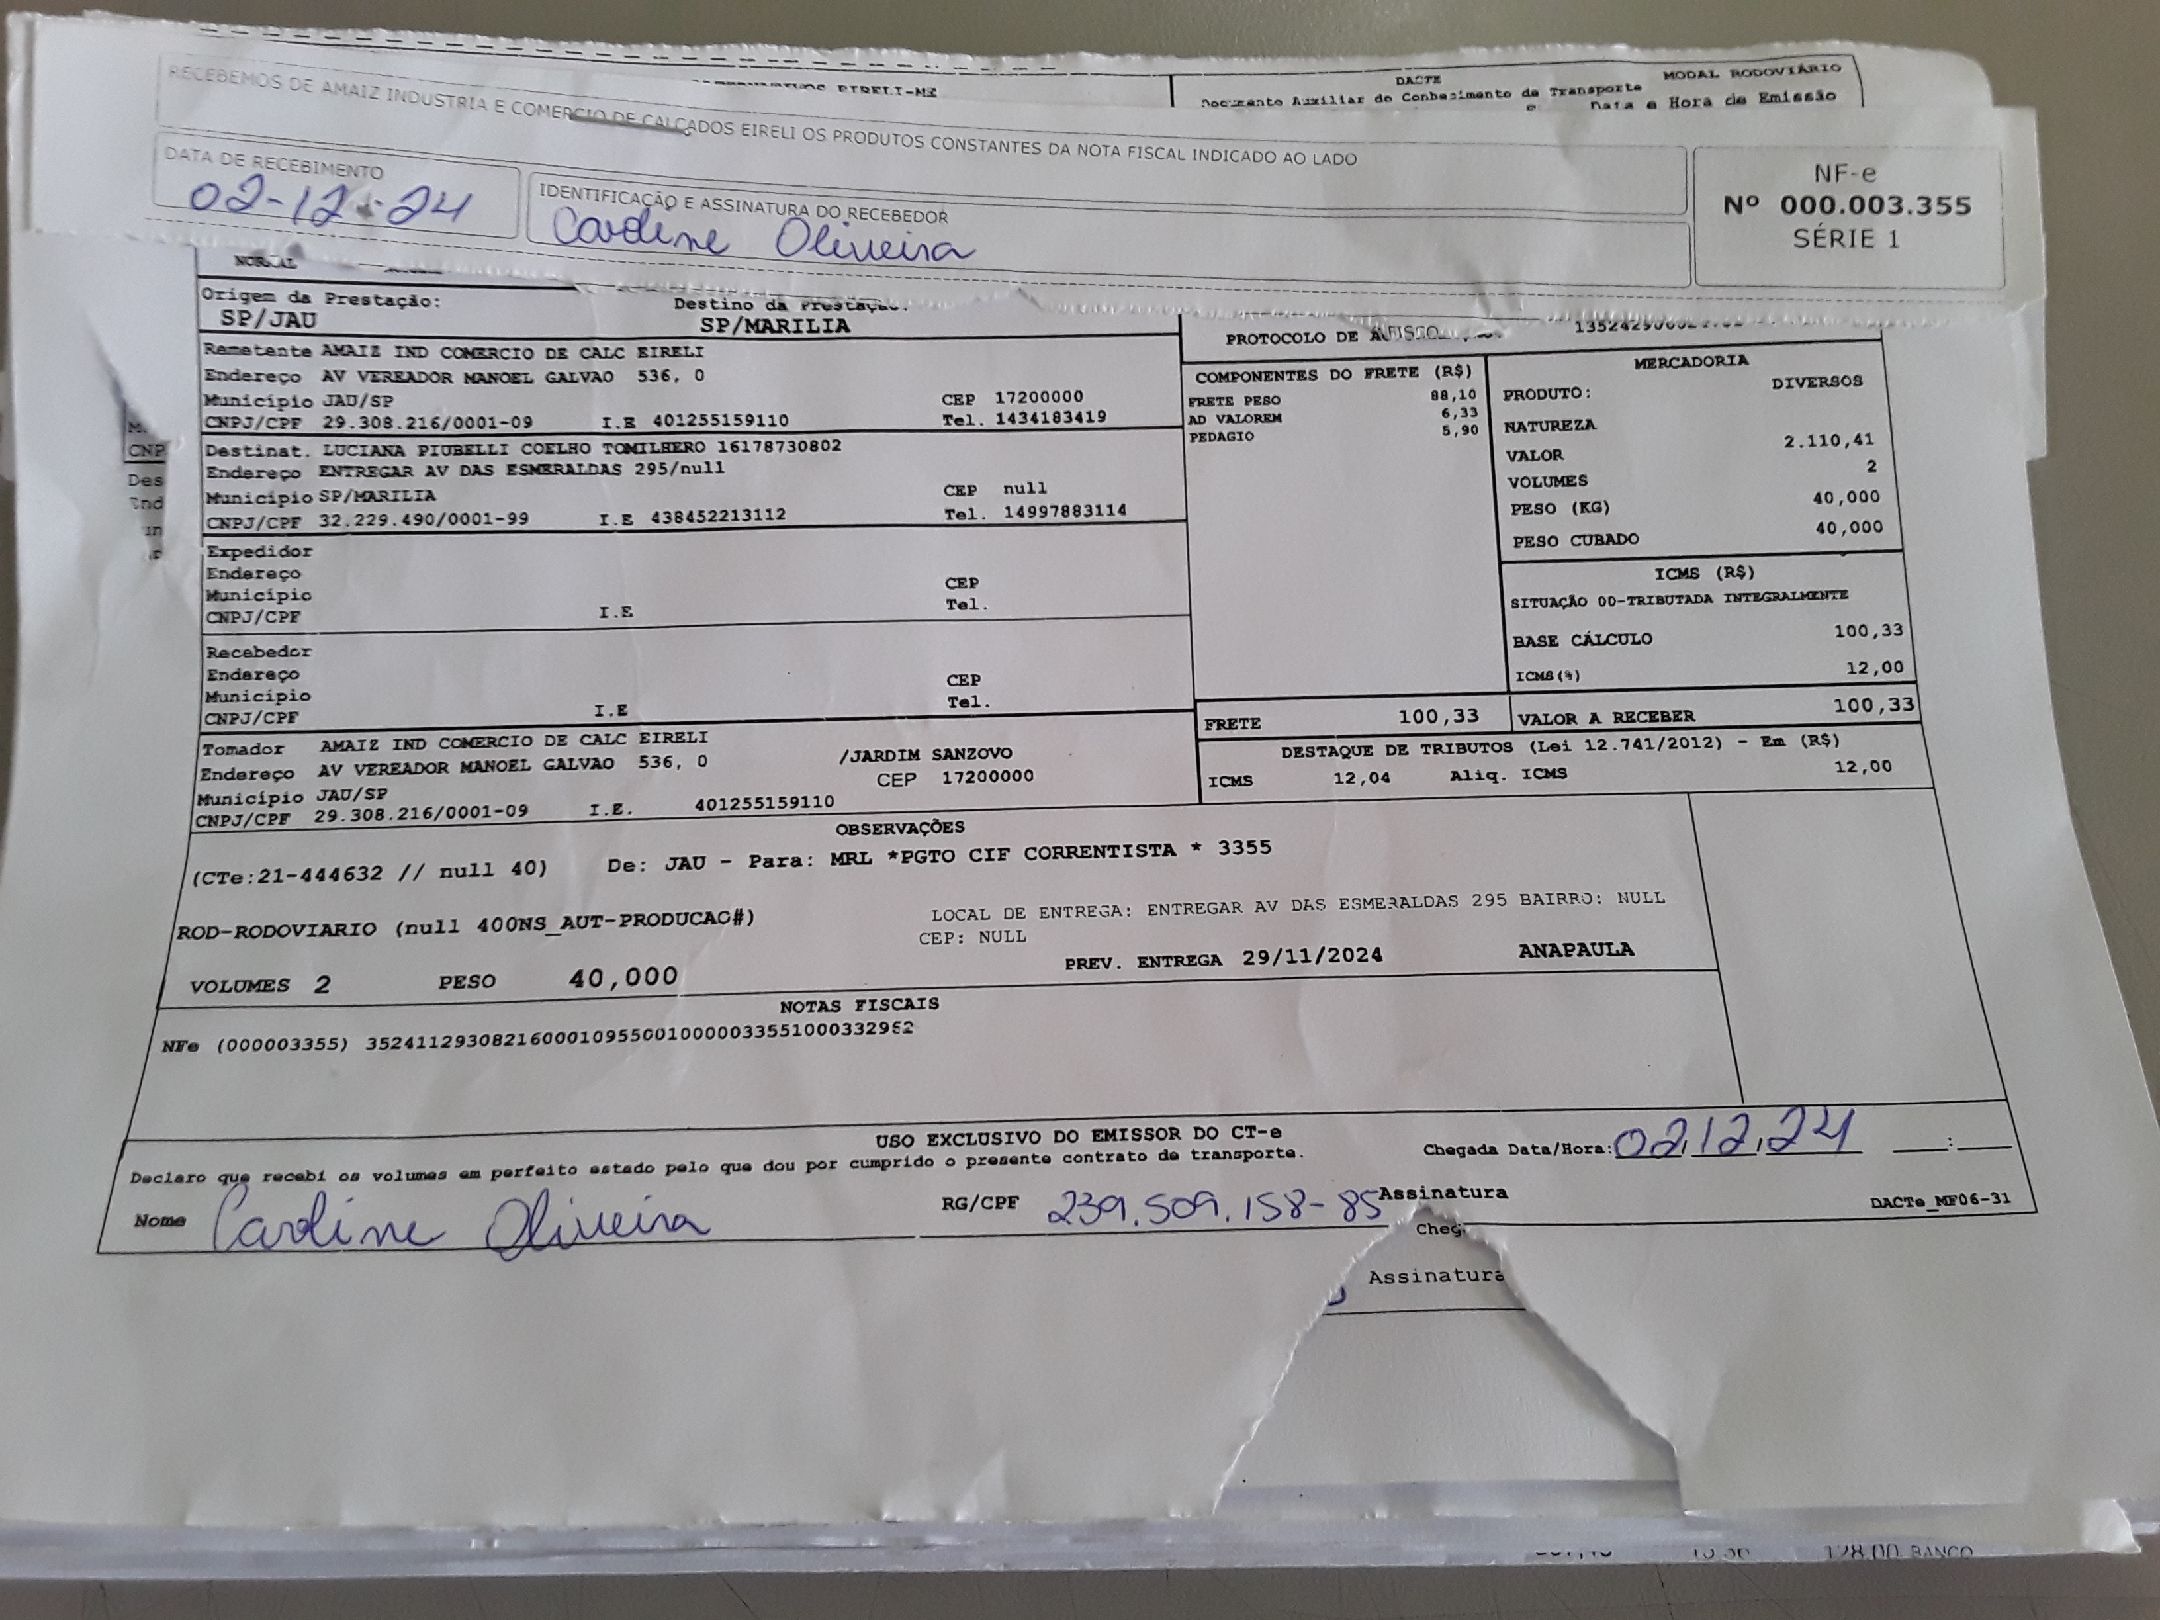 DACTE MODAL RODOVIÁRIO
Documento Auxiliar do Conhecimento de Transporte
EIRELI-ME
Data e Hora de Emissão
RECEBEMOS DE AMAIZ INDUSTRIA E COMERCIO DE CALÇADOS EIRELI OS PRODUTOS CONSTANTES DA NOTA FISCAL INDICADO AO LADO
DATA DE RECEBIMENTO
02-12-24
IDENTIFICAÇÃO E ASSINATURA DO RECEBEDOR
Caroline Oliveira
NF-e
Nº 000.003.355
SÉRIE 1
NORMAL
Origem da Prestação: Destino da Prestação:
SP/JAU SP/MARILIA
Remetente AMAIZ IND COMERCIO DE CALC EIRELI
Endereço AV VEREADOR MANOEL GALVAO 536, 0
Município JAU/SP CEP 17200000
CNPJ/CPF 29.308.216/0001-09 I.E 401255159110 Tel. 1434183419
Destinat. LUCIANA PIUBELLI COELHO TOMILHERO 16178730802
Endereço ENTREGAR AV DAS ESMERALDAS 295/null
Município SP/MARILIA CEP null
CNPJ/CPF 32.229.490/0001-99 I.E 438452213112 Tel. 14997883114
Expedidor
Endereço
Município CEP
CNPJ/CPF I.E Tel.
Recebedor
Endereço
Município CEP
CNPJ/CPF I.E Tel.
Tomador AMAIZ IND COMERCIO DE CALC EIRELI
Endereço AV VEREADOR MANOEL GALVAO 536, 0 /JARDIM SANZOVO
Município JAU/SP CEP 17200000
CNPJ/CPF 29.308.216/0001-09 I.E. 401255159110
PROTOCOLO DE
COMPONENTES DO FRETE (R$)
FRETE PESO 88,10
AD VALOREM 6,33
PEDAGIO 5,90
MERCADORIA
PRODUTO: DIVERSOS
NATUREZA
VALOR 2.110,41
VOLUMES 2
PESO (KG) 40,000
PESO CUBADO 40,000
ICMS (R$)
SITUAÇÃO 00-TRIBUTADA INTEGRALMENTE
BASE CÁLCULO 100,33
ICMS(%) 12,00
FRETE 100,33 VALOR A RECEBER 100,33
DESTAQUE DE TRIBUTOS (Lei 12.741/2012) - Em (R$)
ICMS 12,04 Aliq. ICMS 12,00
OBSERVAÇÕES
(CTe:21-444632 // null 40) De: JAU - Para: MRL *PGTO CIF CORRENTISTA * 3355
ROD-RODOVIARIO (null 400NS_AUT-PRODUCAO#) LOCAL DE ENTREGA: ENTREGAR AV DAS ESMERALDAS 295 BAIRRO: NULL
CEP: NULL
PREV. ENTREGA 29/11/2024 ANAPAULA
VOLUMES 2 PESO 40,000
NOTAS FISCAIS
NFe (000003355) 35241129308216000109550010000033551000332962
USO EXCLUSIVO DO EMISSOR DO CT-e
Declaro que recebi os volumes em perfeito estado pelo que dou por cumprido o presente contrato de transporte.
Chegada Data/Hora: 02,12,24 :
Nome Caroline Oliveira RG/CPF 239.509.158-85 Assinatura
DACTe_MF06-31
Cheg
Assinatura
128,00 BANCO